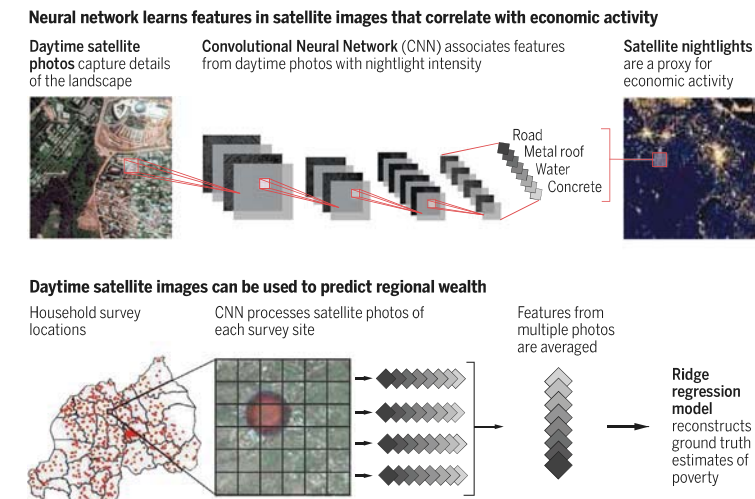 Neural network learns features in satellite images that correlate with economic activity
Daytime satellite
photos capture details
of the landscape
Convolutional Neural Network (CNN) associates features
from daytime photos with nightlight intensity
Satellite nightlights
are a proxy for
economic activity
Road
Metal roof
Water
Concrete
Daytime satellite images can be used to predict regional wealth
Household survey
locations
CNN processes satellite photos of
each survey site
Features from
multiple photos
are averaged
Ridge
regression
model
reconstructs
ground truth
estimates of
poverty